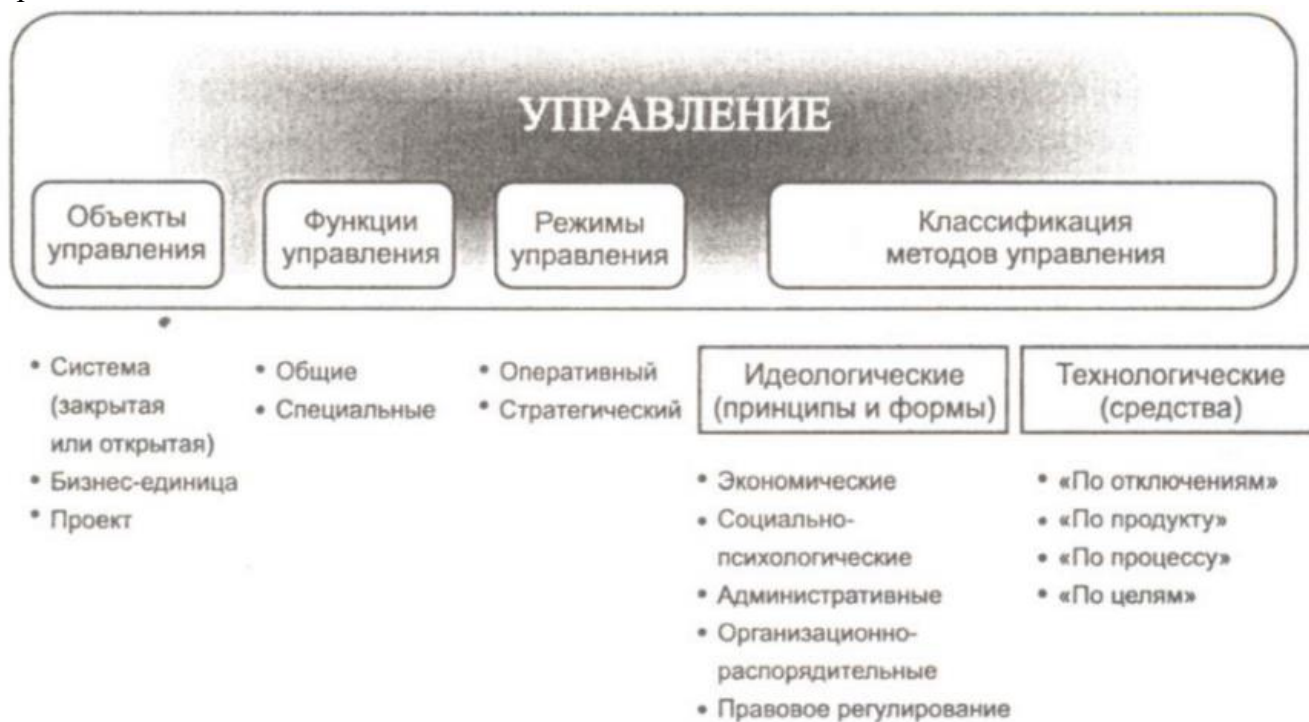 УПРАВЛЕНИЕ
Объекты
управления
Функции
управления
Режимы
управления
Классификация
методов управления
• Система
(закрытая
или открытая)
• Бизнес-единица
• Проект
• Общие
• Специальные
• Оперативный
• Стратегический
Идеологические
(принципы и формы)
• Экономические
• Социально-
психологические
• Административные
• Организационно-
распорядительные
• Правовое регулирование
Технологические
(средства)
• «По отключениям»
• «По продукту»
• «По процессу»
• «По целям»